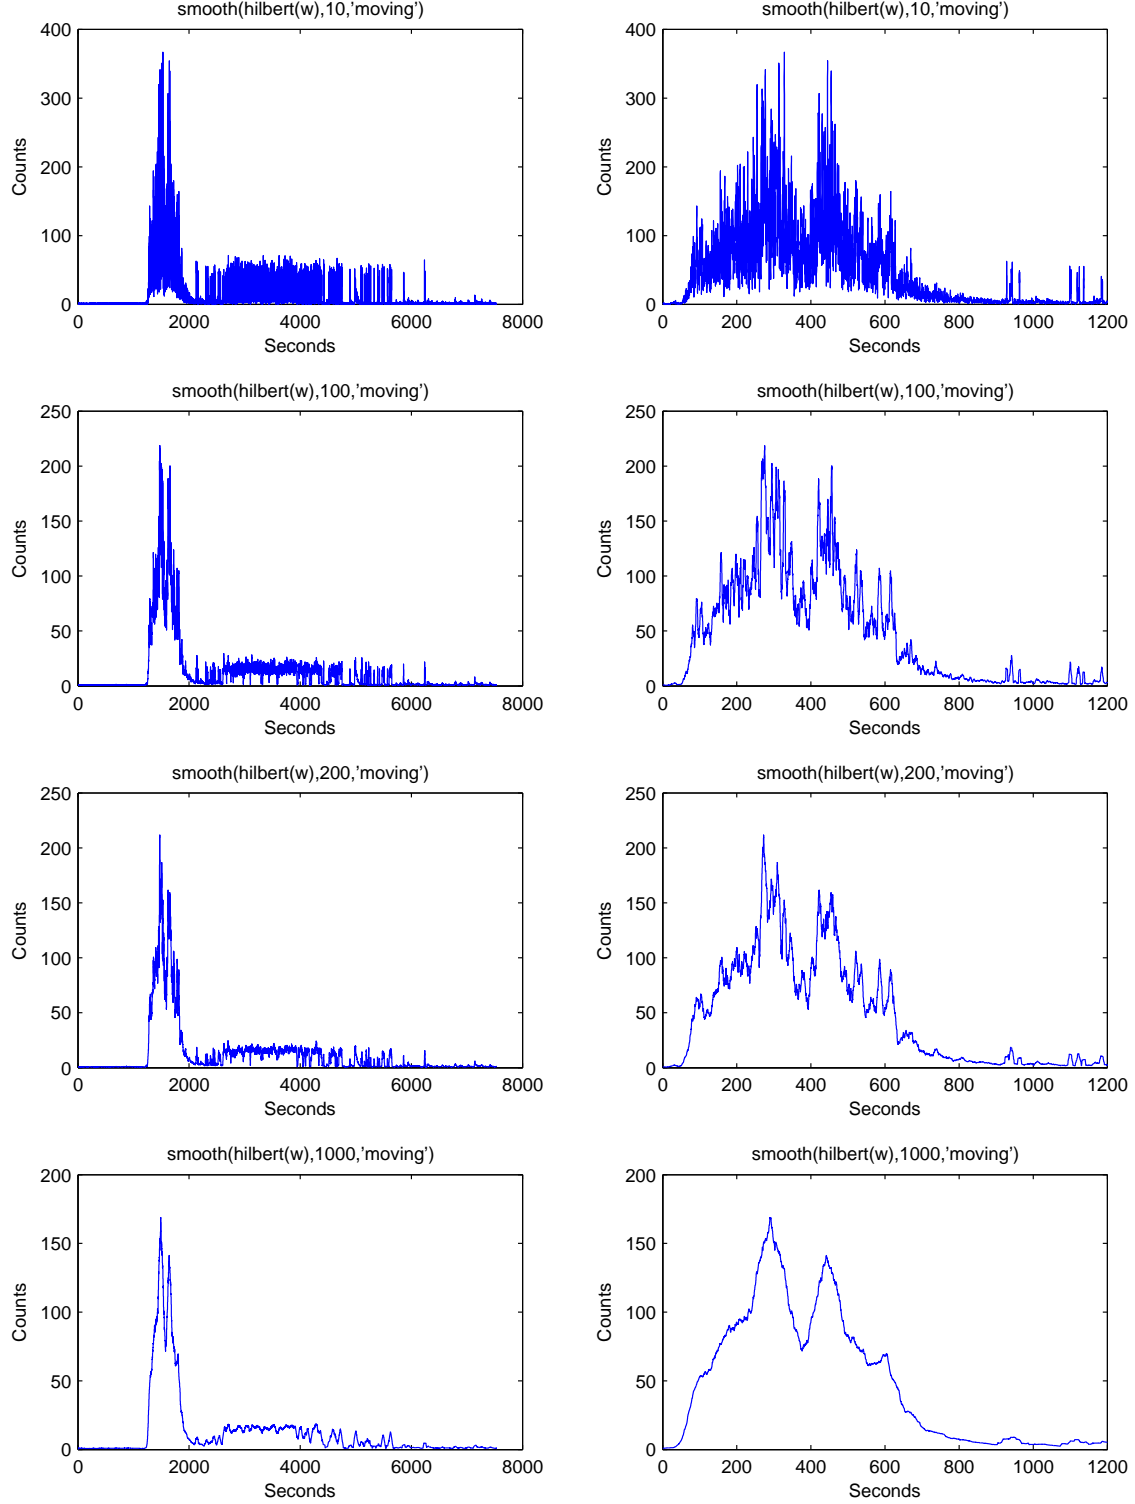 smooth(hilbert(w),10,'moving')
400
300
200
100
0
Counts
0 2000 4000 6000 8000
Seconds
smooth(hilbert(w),10,'moving')
400
300
200
100
0
Counts
0 200 400 600 800 1000 1200
Seconds
smooth(hilbert(w),100,'moving')
250
200
150
100
50
0
Counts
0 2000 4000 6000 8000
Seconds
smooth(hilbert(w),100,'moving')
250
200
150
100
50
0
Counts
0 200 400 600 800 1000 1200
Seconds
smooth(hilbert(w),200,'moving')
250
200
150
100
50
0
Counts
0 2000 4000 6000 8000
Seconds
smooth(hilbert(w),200,'moving')
250
200
150
100
50
0
Counts
0 200 400 600 800 1000 1200
Seconds
smooth(hilbert(w),1000,'moving')
200
150
100
50
0
Counts
0 2000 4000 6000 8000
Seconds
smooth(hilbert(w),1000,'moving')
200
150
100
50
0
Counts
0 200 400 600 800 1000 1200
Seconds